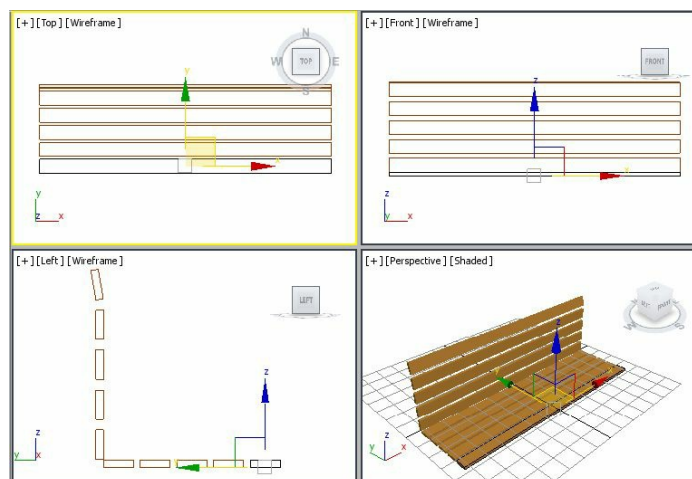 [+] [Top] [Wireframe]
N
W
TOP
E
S
y
x
y
z
x
[+] [Front] [Wireframe]
FRONT
z
x
z
y
x
[+] [Left] [Wireframe]
LEFT
z
y
z
y
x
[+] [Perspective] [Shaded]
W
S
z
y
x
z
y
x